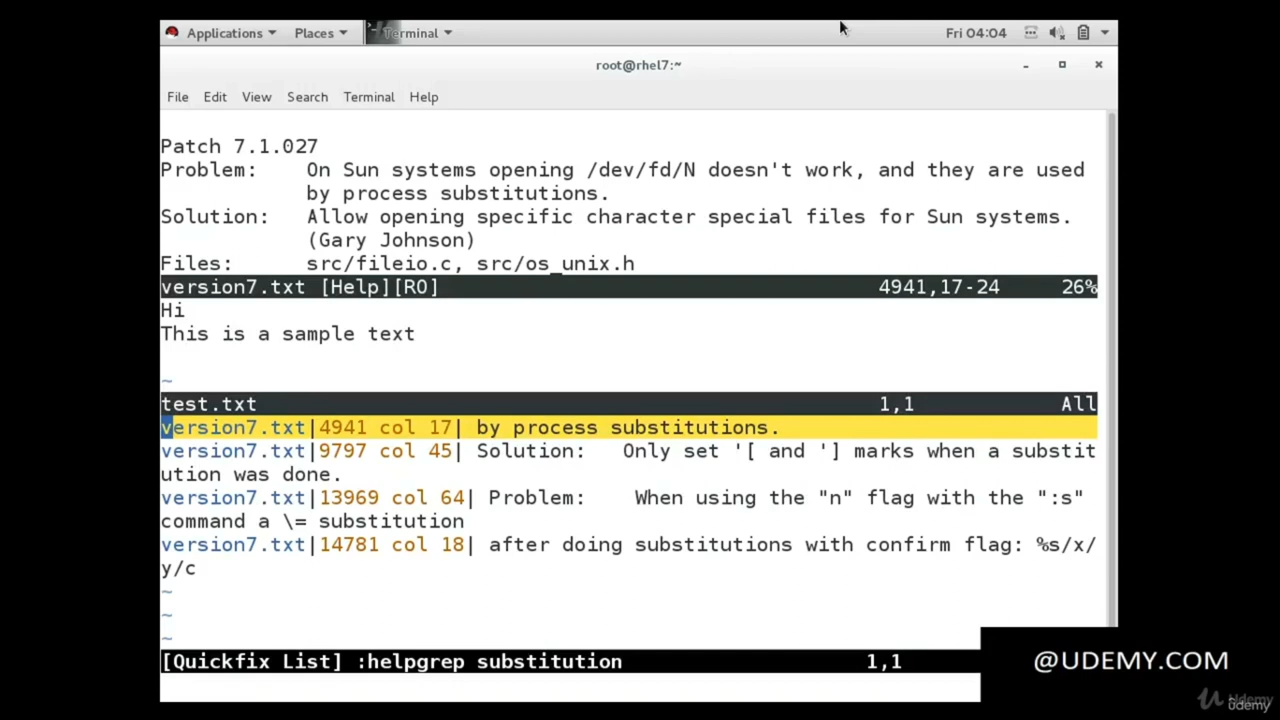 Applications Places Terminal Fri 04:04
root@rhel7:~
File Edit View Search Terminal Help
Patch 7.1.027
Problem: On Sun systems opening /dev/fd/N doesn't work, and they are used
by process substitutions.
Solution: Allow opening specific character special files for Sun systems.
(Gary Johnson)
Files: src/fileio.c, src/os_unix.h
version7.txt [Help][RO] 4941,17-24 26%
Hi
This is a sample text
~
test.txt 1,1 All
version7.txt|4941 col 17| by process substitutions.
version7.txt|9797 col 45| Solution: Only set '[ and '] marks when a substit
ution was done.
version7.txt|13969 col 64| Problem: When using the "n" flag with the ":s"
command a \= substitution
version7.txt|14781 col 18| after doing substitutions with confirm flag: %s/x/
y/c
~
~
~
[Quickfix List] :helpgrep substitution 1,1
@UDEMY.COM
Udemy
ûdemy